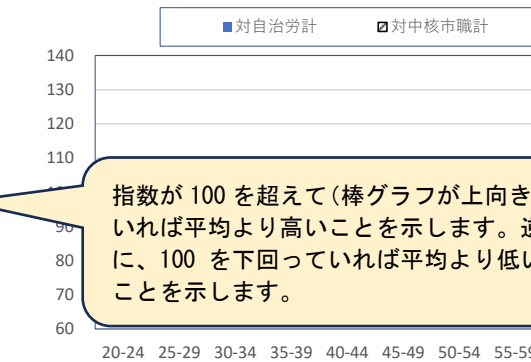 対自治労計 対中核市職計
140
130
120
110
指数が 100 を超えて(棒グラフが上向き
いれば平均より高いことを示します。
90
80
に、100 を下回っていれば平均より低い
70
ことを示します。
60
20-24 25-29 30-34 35-39 40-44 45-49 50-54 55-59